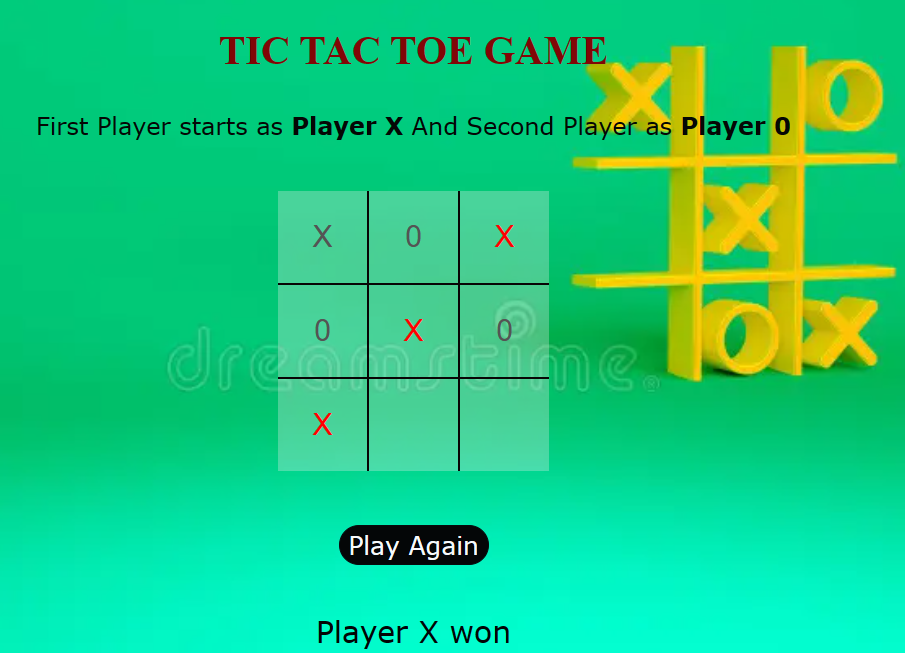 TIC TAC TOE GAME
First Player starts as Player X And Second Player as Player 0
X 0 X
0 X 0
X
dreamstime
Play Again
Player X won